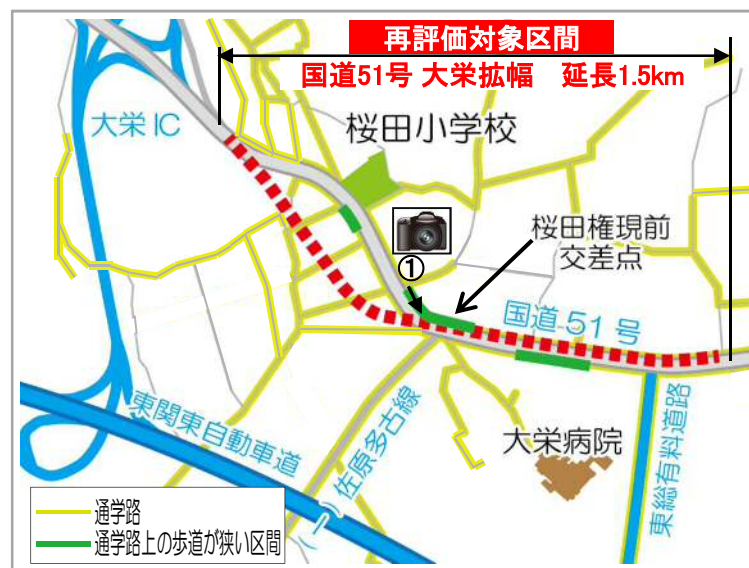 再評価対象区間
国道51号 大栄拡幅　延長1.5km
大栄IC
桜田小学校
①
桜田権現前
交差点
国道51号
東関東自動車道
(一)佐原多古線
大栄病院
東総有料道路
通学路
通学路上の歩道が狭い区間